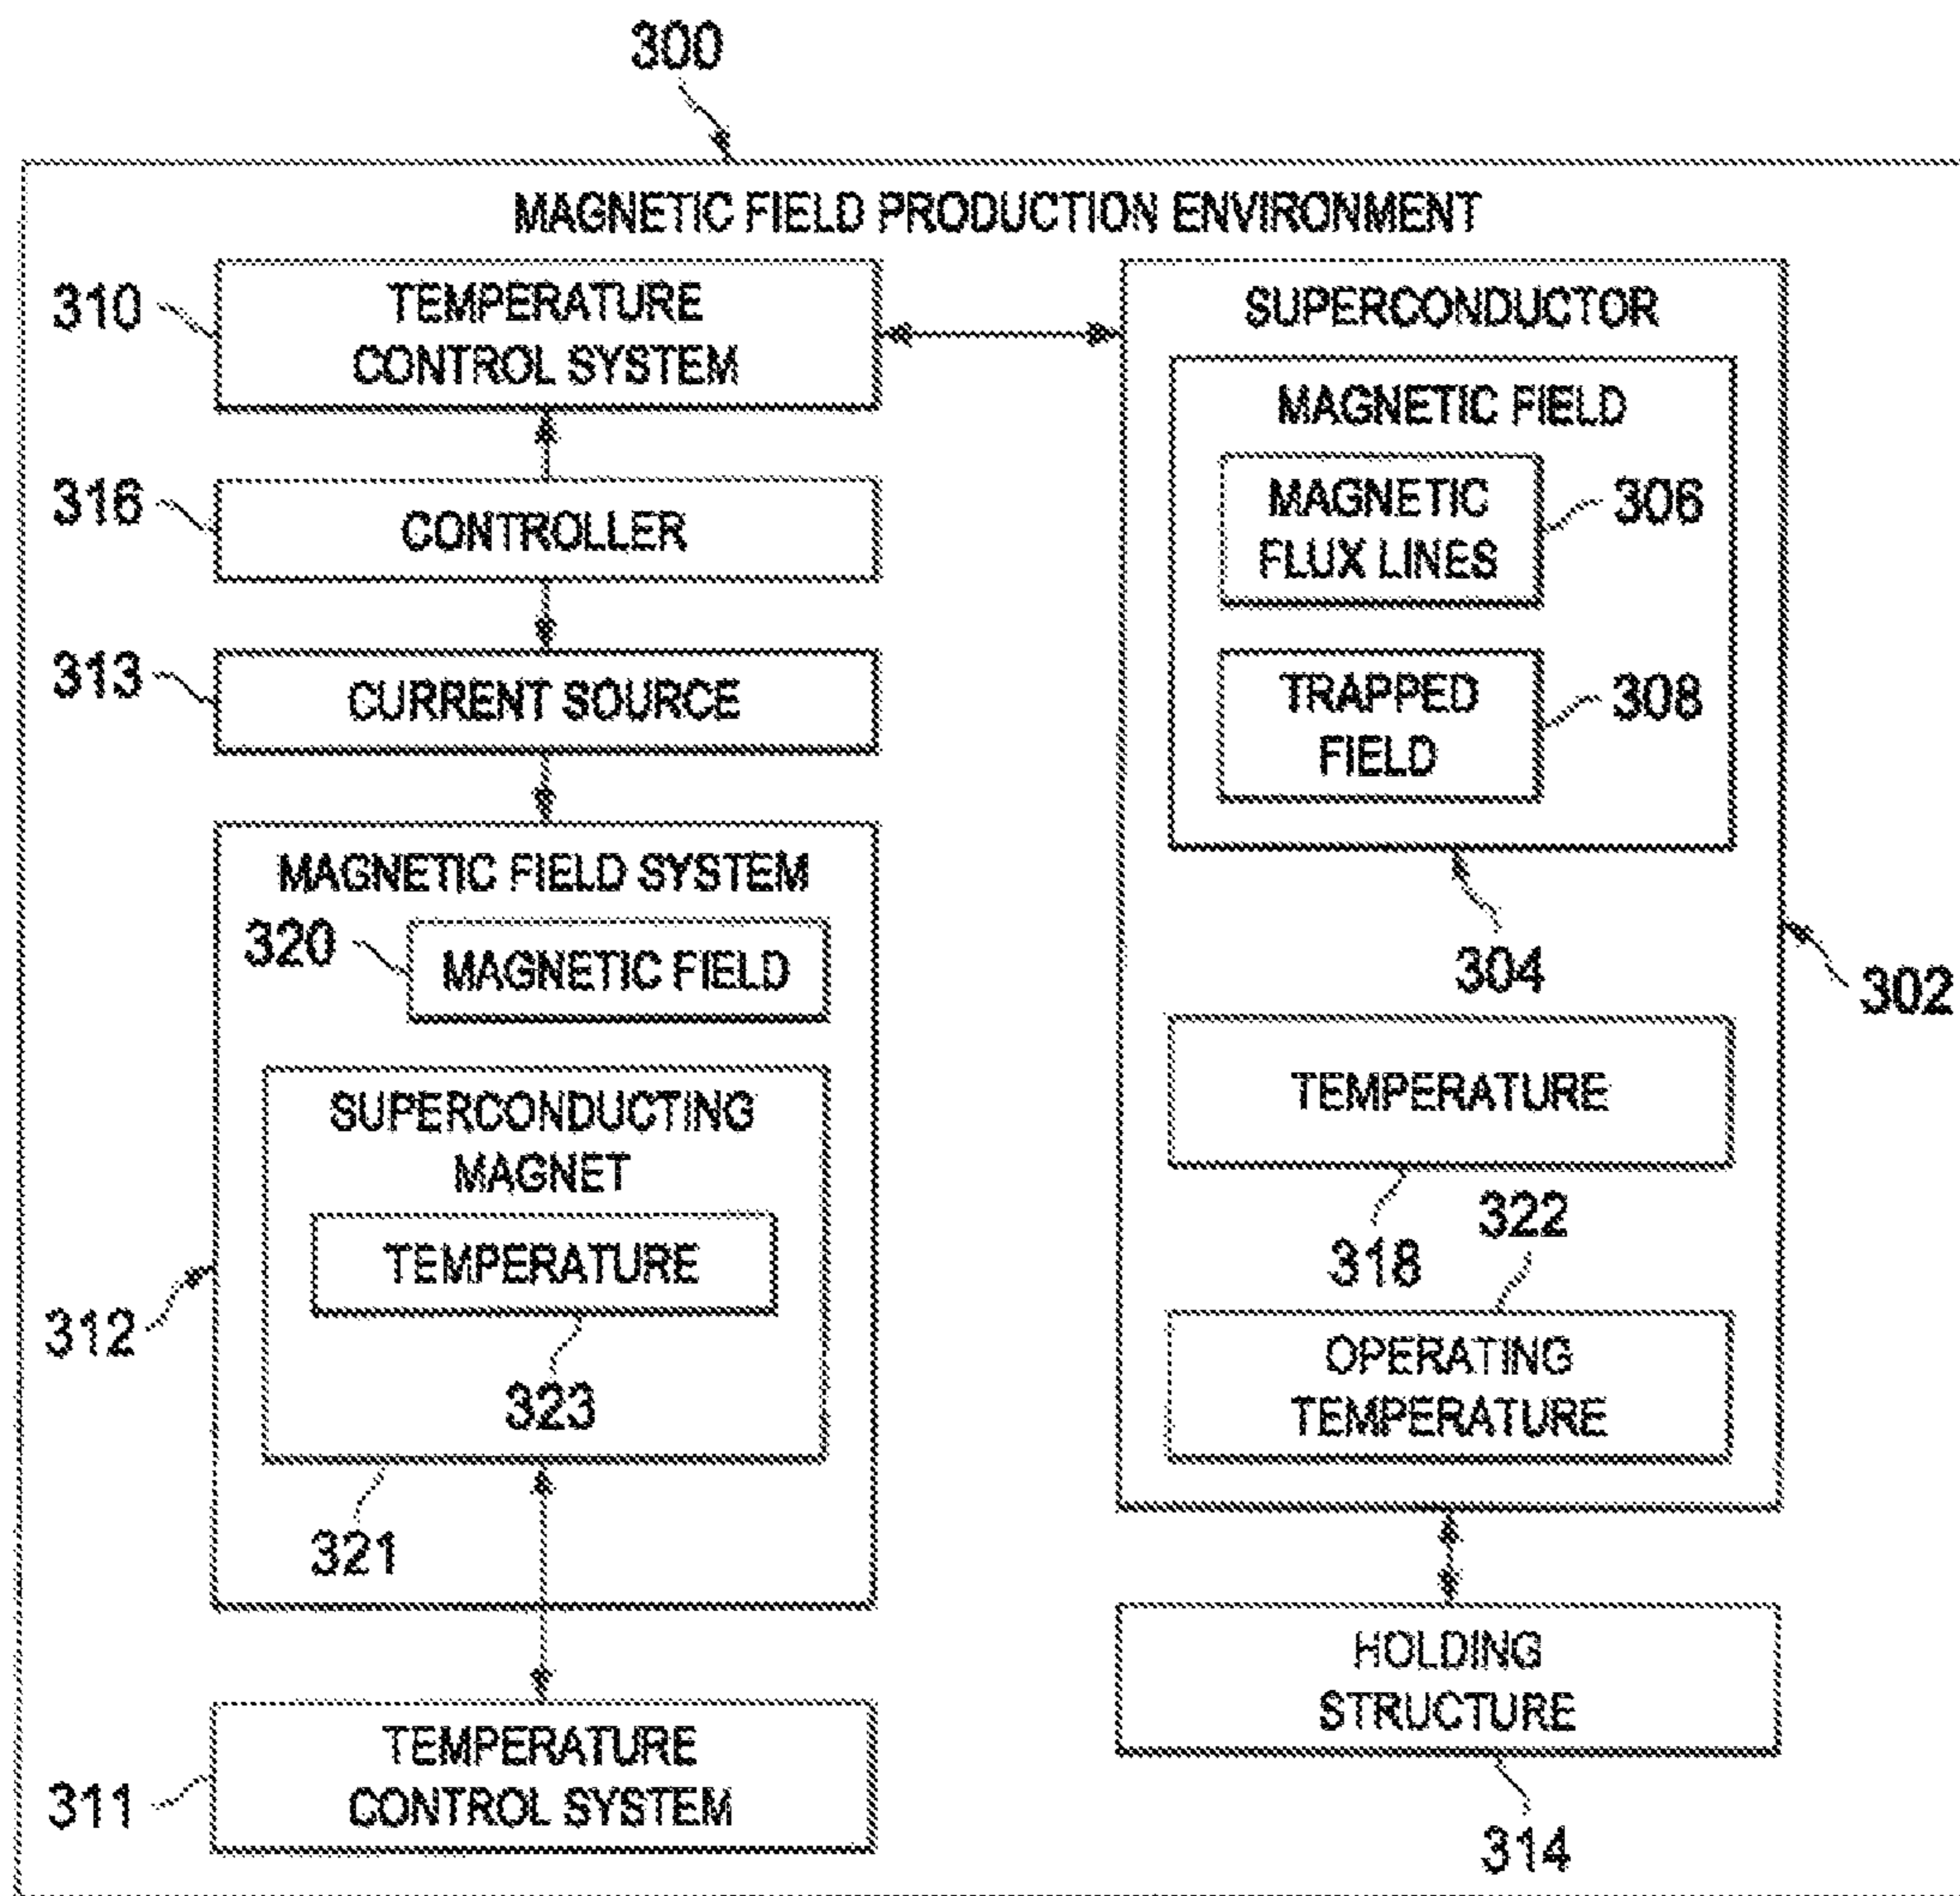 300
MAGNETIC FIELD PRODUCTION ENVIRONMENT
310
TEMPERATURE
CONTROL SYSTEM
316
CONTROLLER
313
CURRENT SOURCE
MAGNETIC FIELD SYSTEM
320
MAGNETIC FIELD
SUPERCONDUCTING
MAGNET
TEMPERATURE
323
312
321
311
TEMPERATURE
CONTROL SYSTEM
SUPERCONDUCTOR
MAGNETIC FIELD
MAGNETIC
FLUX LINES
306
TRAPPED
FIELD
308
304
302
TEMPERATURE
318
322
OPERATING
TEMPERATURE
HOLDING
STRUCTURE
314